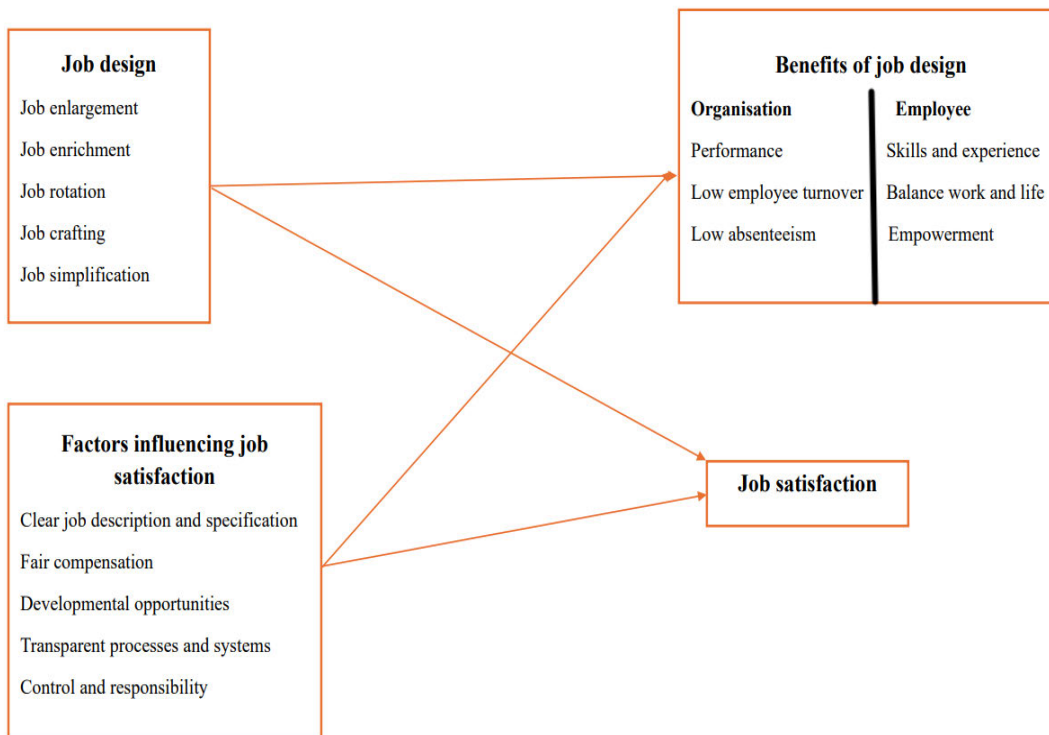 Job design
Job enlargement
Job enrichment
Job rotation
Job crafting
Job simplification
Benefits of job design
Organisation
Performance
Low employee turnover
Low absenteeism
Employee
Skills and experience
Balance work and life
Empowerment
Factors influencing job
satisfaction
Clear job description and specification
Fair compensation
Developmental opportunities
Transparent processes and systems
Control and responsibility
Job satisfaction